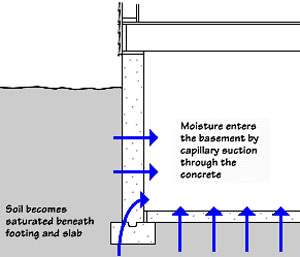 Moisture enters
the basement by
capillary suction
through the
concrete
Soil becomes
saturated beneath
footing and slab